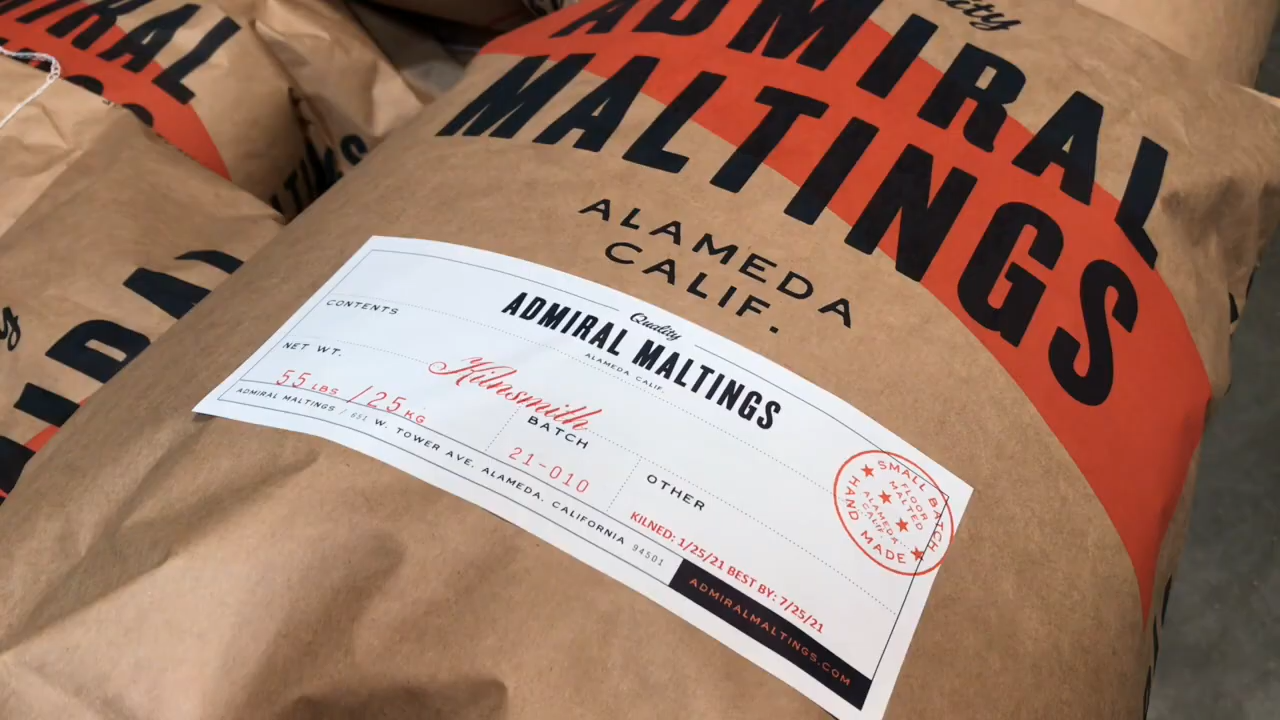 Quality
ADMIRAL
MALTINGS
ALAMEDA
CALIF.
Quality
ADMIRAL MALTINGS
ALAMEDA CALIF.
CONTENTS
Kilnsmith
NET WT.
55 LBS / 25 KG
BATCH
21-010
OTHER
KILNED: 1/25/21 BEST BY: 7/25/21
ADMIRAL MALTINGS / 651 W. TOWER AVE. ALAMEDA, CALIFORNIA 94501
ADMIRALMALTINGS.COM
SMALL BATCH
FLOOR
MALTED
ALAMEDA
CALIF.
HAND MADE